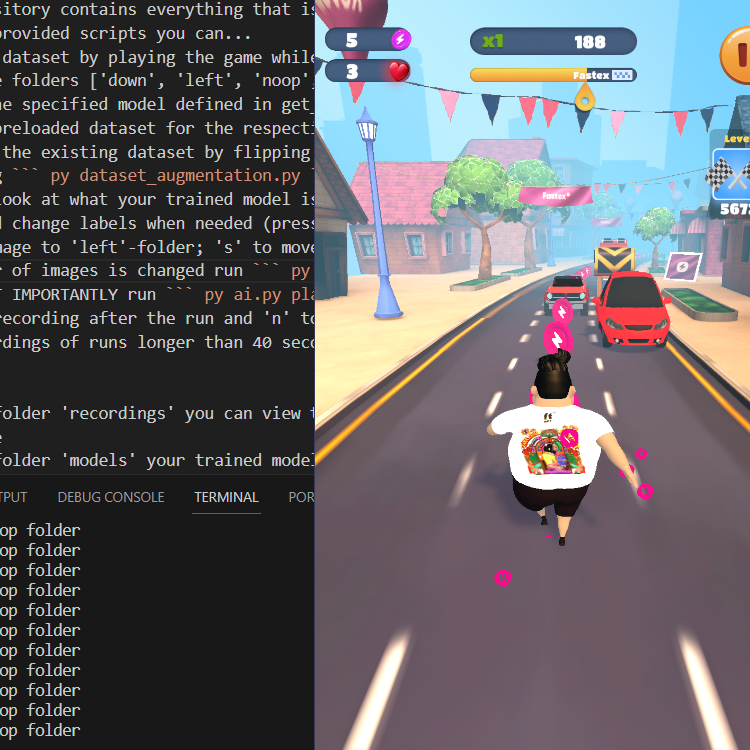 sitory contains everything that is
provided scripts you can...
dataset by playing the game while
e folders ['down', 'left', 'noop'
he specified model defined in get_
preloaded dataset for the respecti
the existing dataset by flipping
``` py dataset_augmentation.py
look at what your trained model is
d change labels when needed (press
mage to 'left'-folder; 's' to move
r of images is changed run ``` py
T IMPORTANTLY run ``` py ai.py pla
recording after the run and 'n' to
rdings of runs longer than 40 seco
folder 'recordings' you can view t
e
folder 'models' your trained model
TPUT DEBUG CONSOLE TERMINAL POR
op folder
op folder
op folder
op folder
op folder
op folder
op folder
op folder
op folder
op folder
op folder
5
3
x1 188
Fastex
Leve
567
Fastex